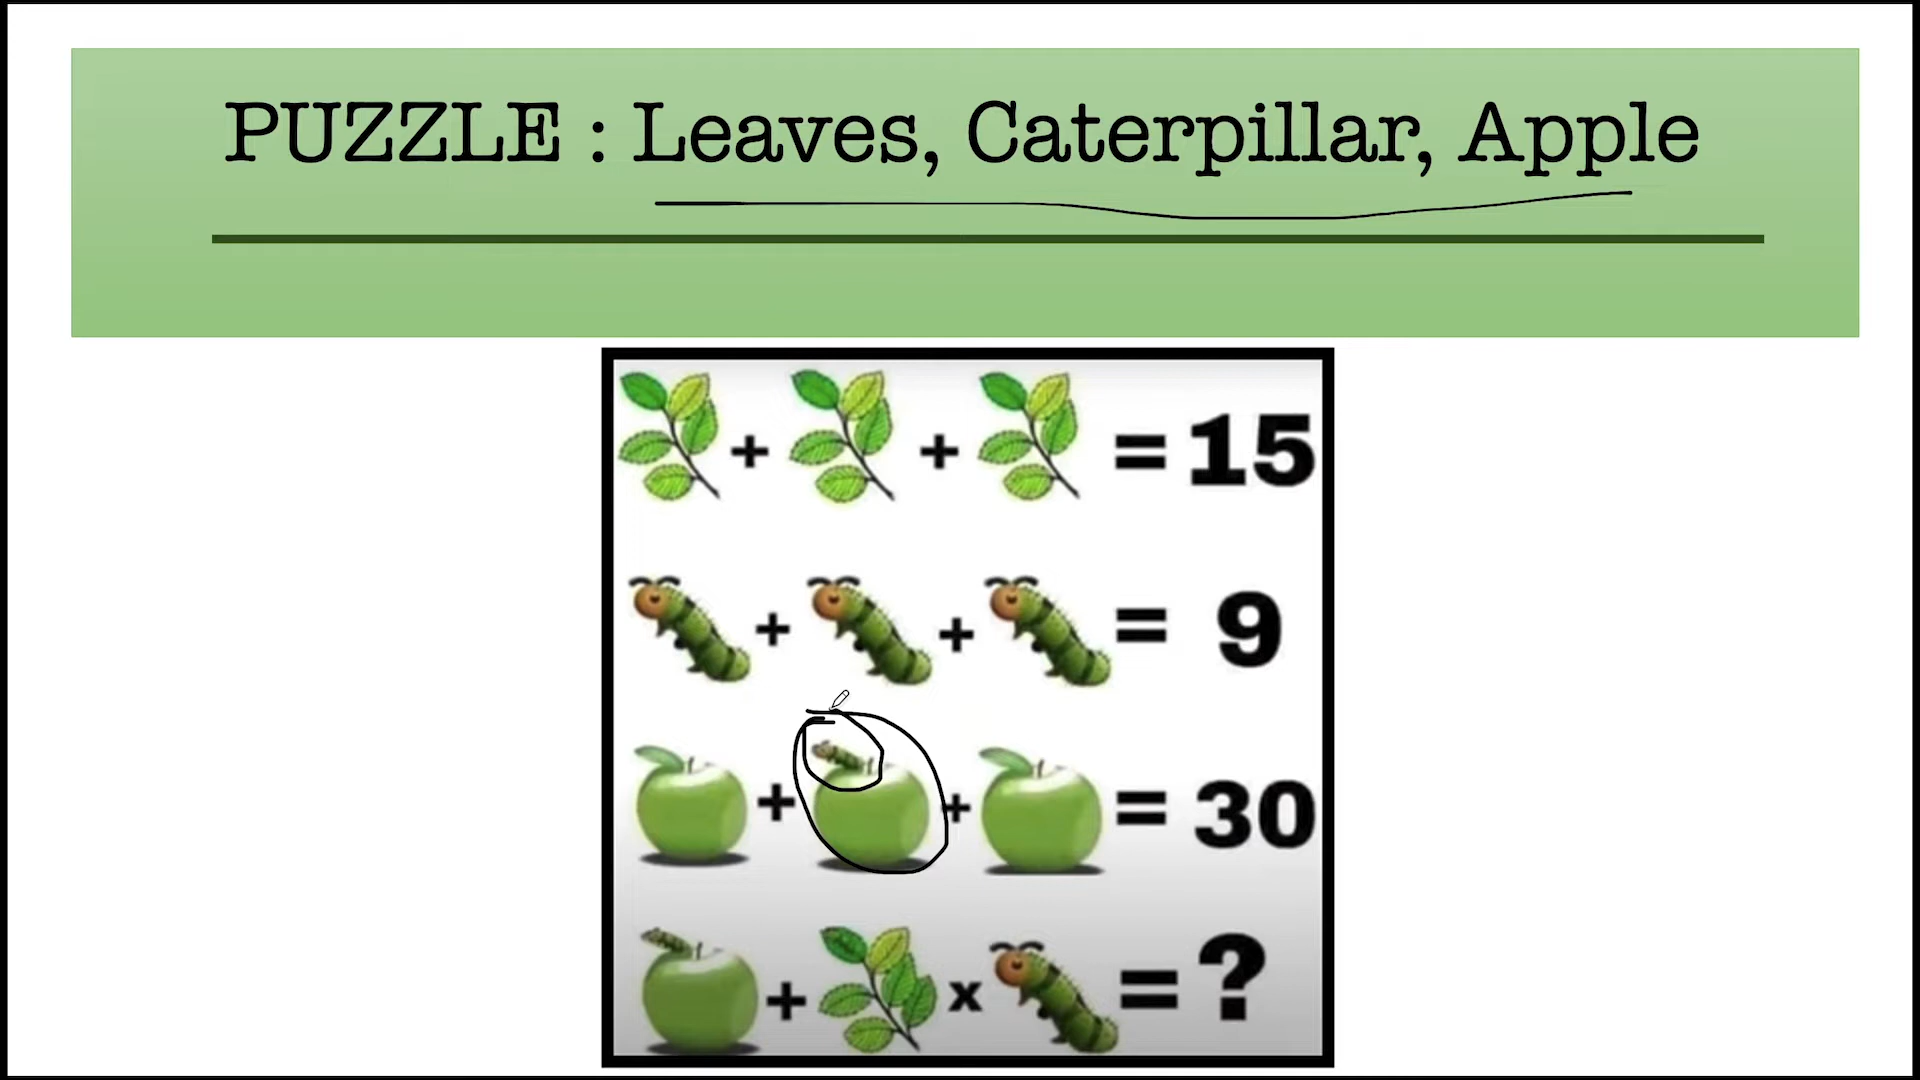 PUZZLE : Leaves, Caterpillar, Apple
+ + = 15
+ + = 9
+ + = 30
+ x = ?